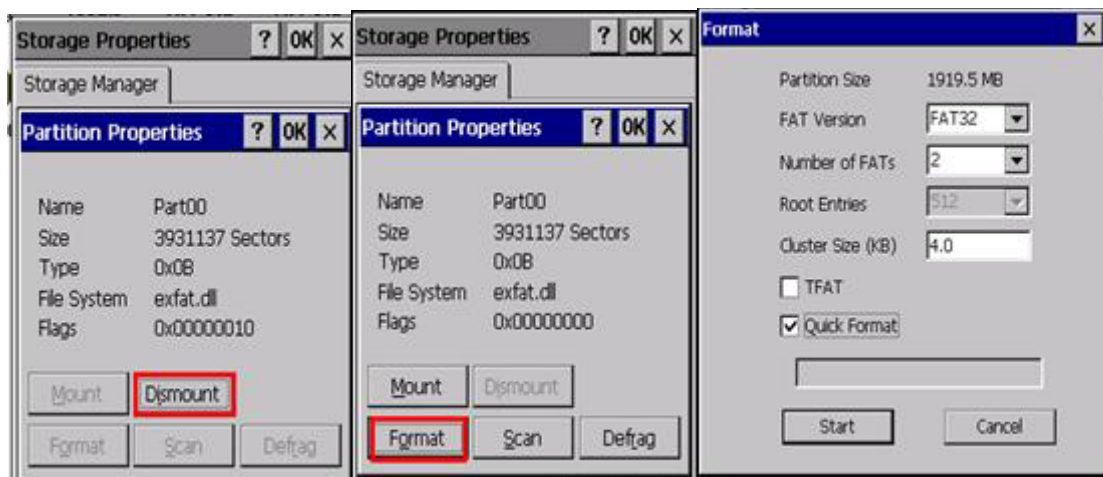 Storage Properties ? OK ×
Storage Manager
Partition Properties ? OK ×
Name Part00
Size 3931137 Sectors
Type 0x0B
File System exfat.dll
Flags 0x00000010
Mount Dismount
Format Scan Defrag
Storage Properties ? OK ×
Storage Manager
Partition Properties ? OK ×
Name Part00
Size 3931137 Sectors
Type 0x0B
File System exfat.dll
Flags 0x00000000
Mount Dismount
Format Scan Defrag
Format ×
Partition Size 1919.5 MB
FAT Version FAT32
Number of FATs 2
Root Entries 512
Cluster Size (KB) 4.0
TFAT
Quick Format
Start Cancel